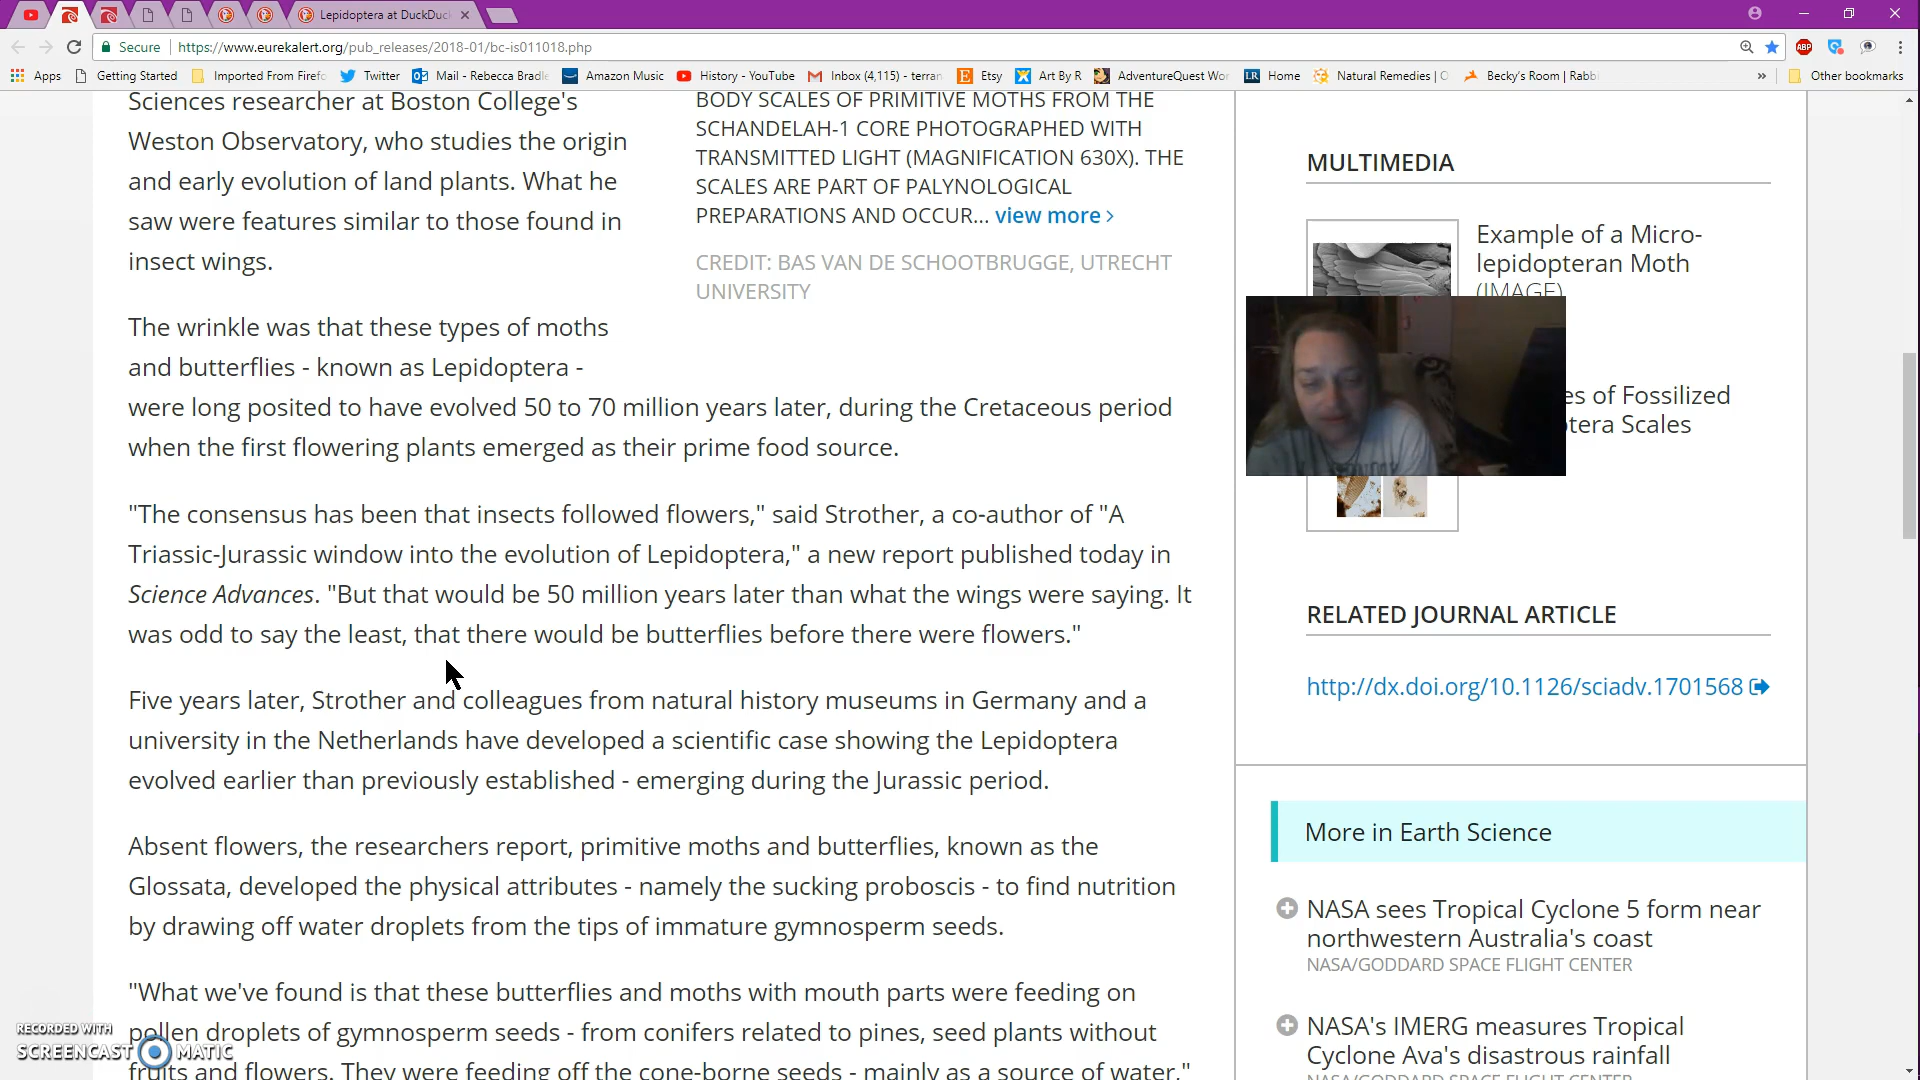 Lepidoptera at DuckDuc
Secure https://www.eurekalert.org/pub_releases/2018-01/bc-is011018.php
Apps Getting Started Imported From Firefo Twitter Mail - Rebecca Bradle Amazon Music History - YouTube Inbox (4,115) - terran Etsy Art By R AdventureQuest Wor Home Natural Remedies | Becky's Room | Rabb » Other bookmarks
Sciences researcher at Boston College's
Weston Observatory, who studies the origin
and early evolution of land plants. What he
saw were features similar to those found in
insect wings.
BODY SCALES OF PRIMITIVE MOTHS FROM THE
SCHANDELAH-1 CORE PHOTOGRAPHED WITH
TRANSMITTED LIGHT (MAGNIFICATION 630X). THE
SCALES ARE PART OF PALYNOLOGICAL
PREPARATIONS AND OCCUR... view more >
CREDIT: BAS VAN DE SCHOOTBRUGGE, UTRECHT
UNIVERSITY
The wrinkle was that these types of moths
and butterflies - known as Lepidoptera -
were long posited to have evolved 50 to 70 million years later, during the Cretaceous period
when the first flowering plants emerged as their prime food source.
"The consensus has been that insects followed flowers," said Strother, a co-author of "A
Triassic-Jurassic window into the evolution of Lepidoptera," a new report published today in
Science Advances. "But that would be 50 million years later than what the wings were saying. It
was odd to say the least, that there would be butterflies before there were flowers."
Five years later, Strother and colleagues from natural history museums in Germany and a
university in the Netherlands have developed a scientific case showing the Lepidoptera
evolved earlier than previously established - emerging during the Jurassic period.
Absent flowers, the researchers report, primitive moths and butterflies, known as the
Glossata, developed the physical attributes - namely the sucking proboscis - to find nutrition
by drawing off water droplets from the tips of immature gymnosperm seeds.
"What we've found is that these butterflies and moths with mouth parts were feeding on
pollen droplets of gymnosperm seeds - from conifers related to pines, seed plants without
fruits and flowers. They were feeding off the cone-borne seeds - mainly as a source of water."
MULTIMEDIA
Example of a Micro-
lepidopteran Moth
(IMAGE)
es of Fossilized
tera Scales
RELATED JOURNAL ARTICLE
http://dx.doi.org/10.1126/sciadv.1701568
More in Earth Science
NASA sees Tropical Cyclone 5 form near
northwestern Australia's coast
NASA/GODDARD SPACE FLIGHT CENTER
NASA's IMERG measures Tropical
Cyclone Ava's disastrous rainfall
NASA/GODDARD SPACE FLIGHT CENTER
RECORDED WITH
SCREENCAST MATIC